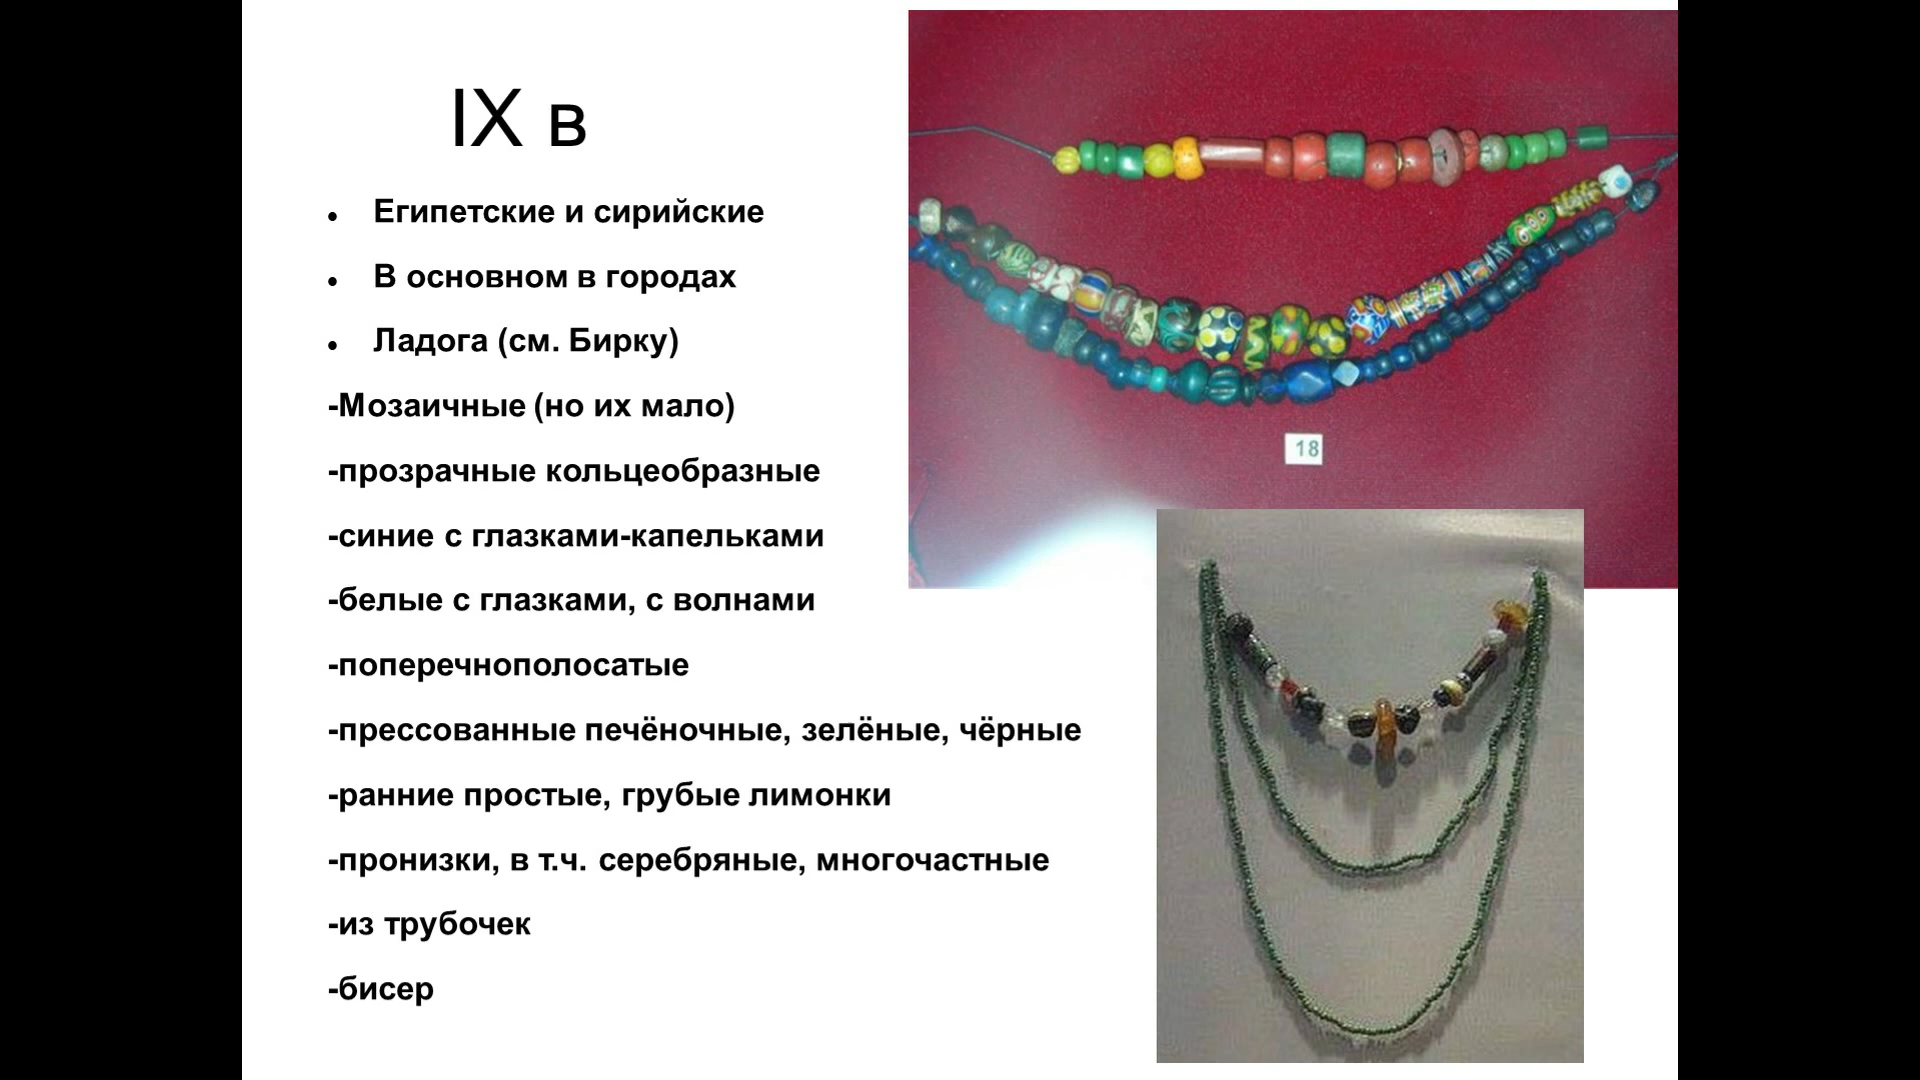 IX в
Египетские и сирийские
В основном в городах
Ладога (см. Бирку)
-Мозаичные (но их мало)
-прозрачные кольцеобразные
-синие с глазками-капельками
-белые с глазками, с волнами
-поперечнополосатые
-прессованные печёночные, зелёные, чёрные
-ранние простые, грубые лимонки
-пронизки, в т.ч. серебряные, многочастные
-из трубочек
-бисер
18